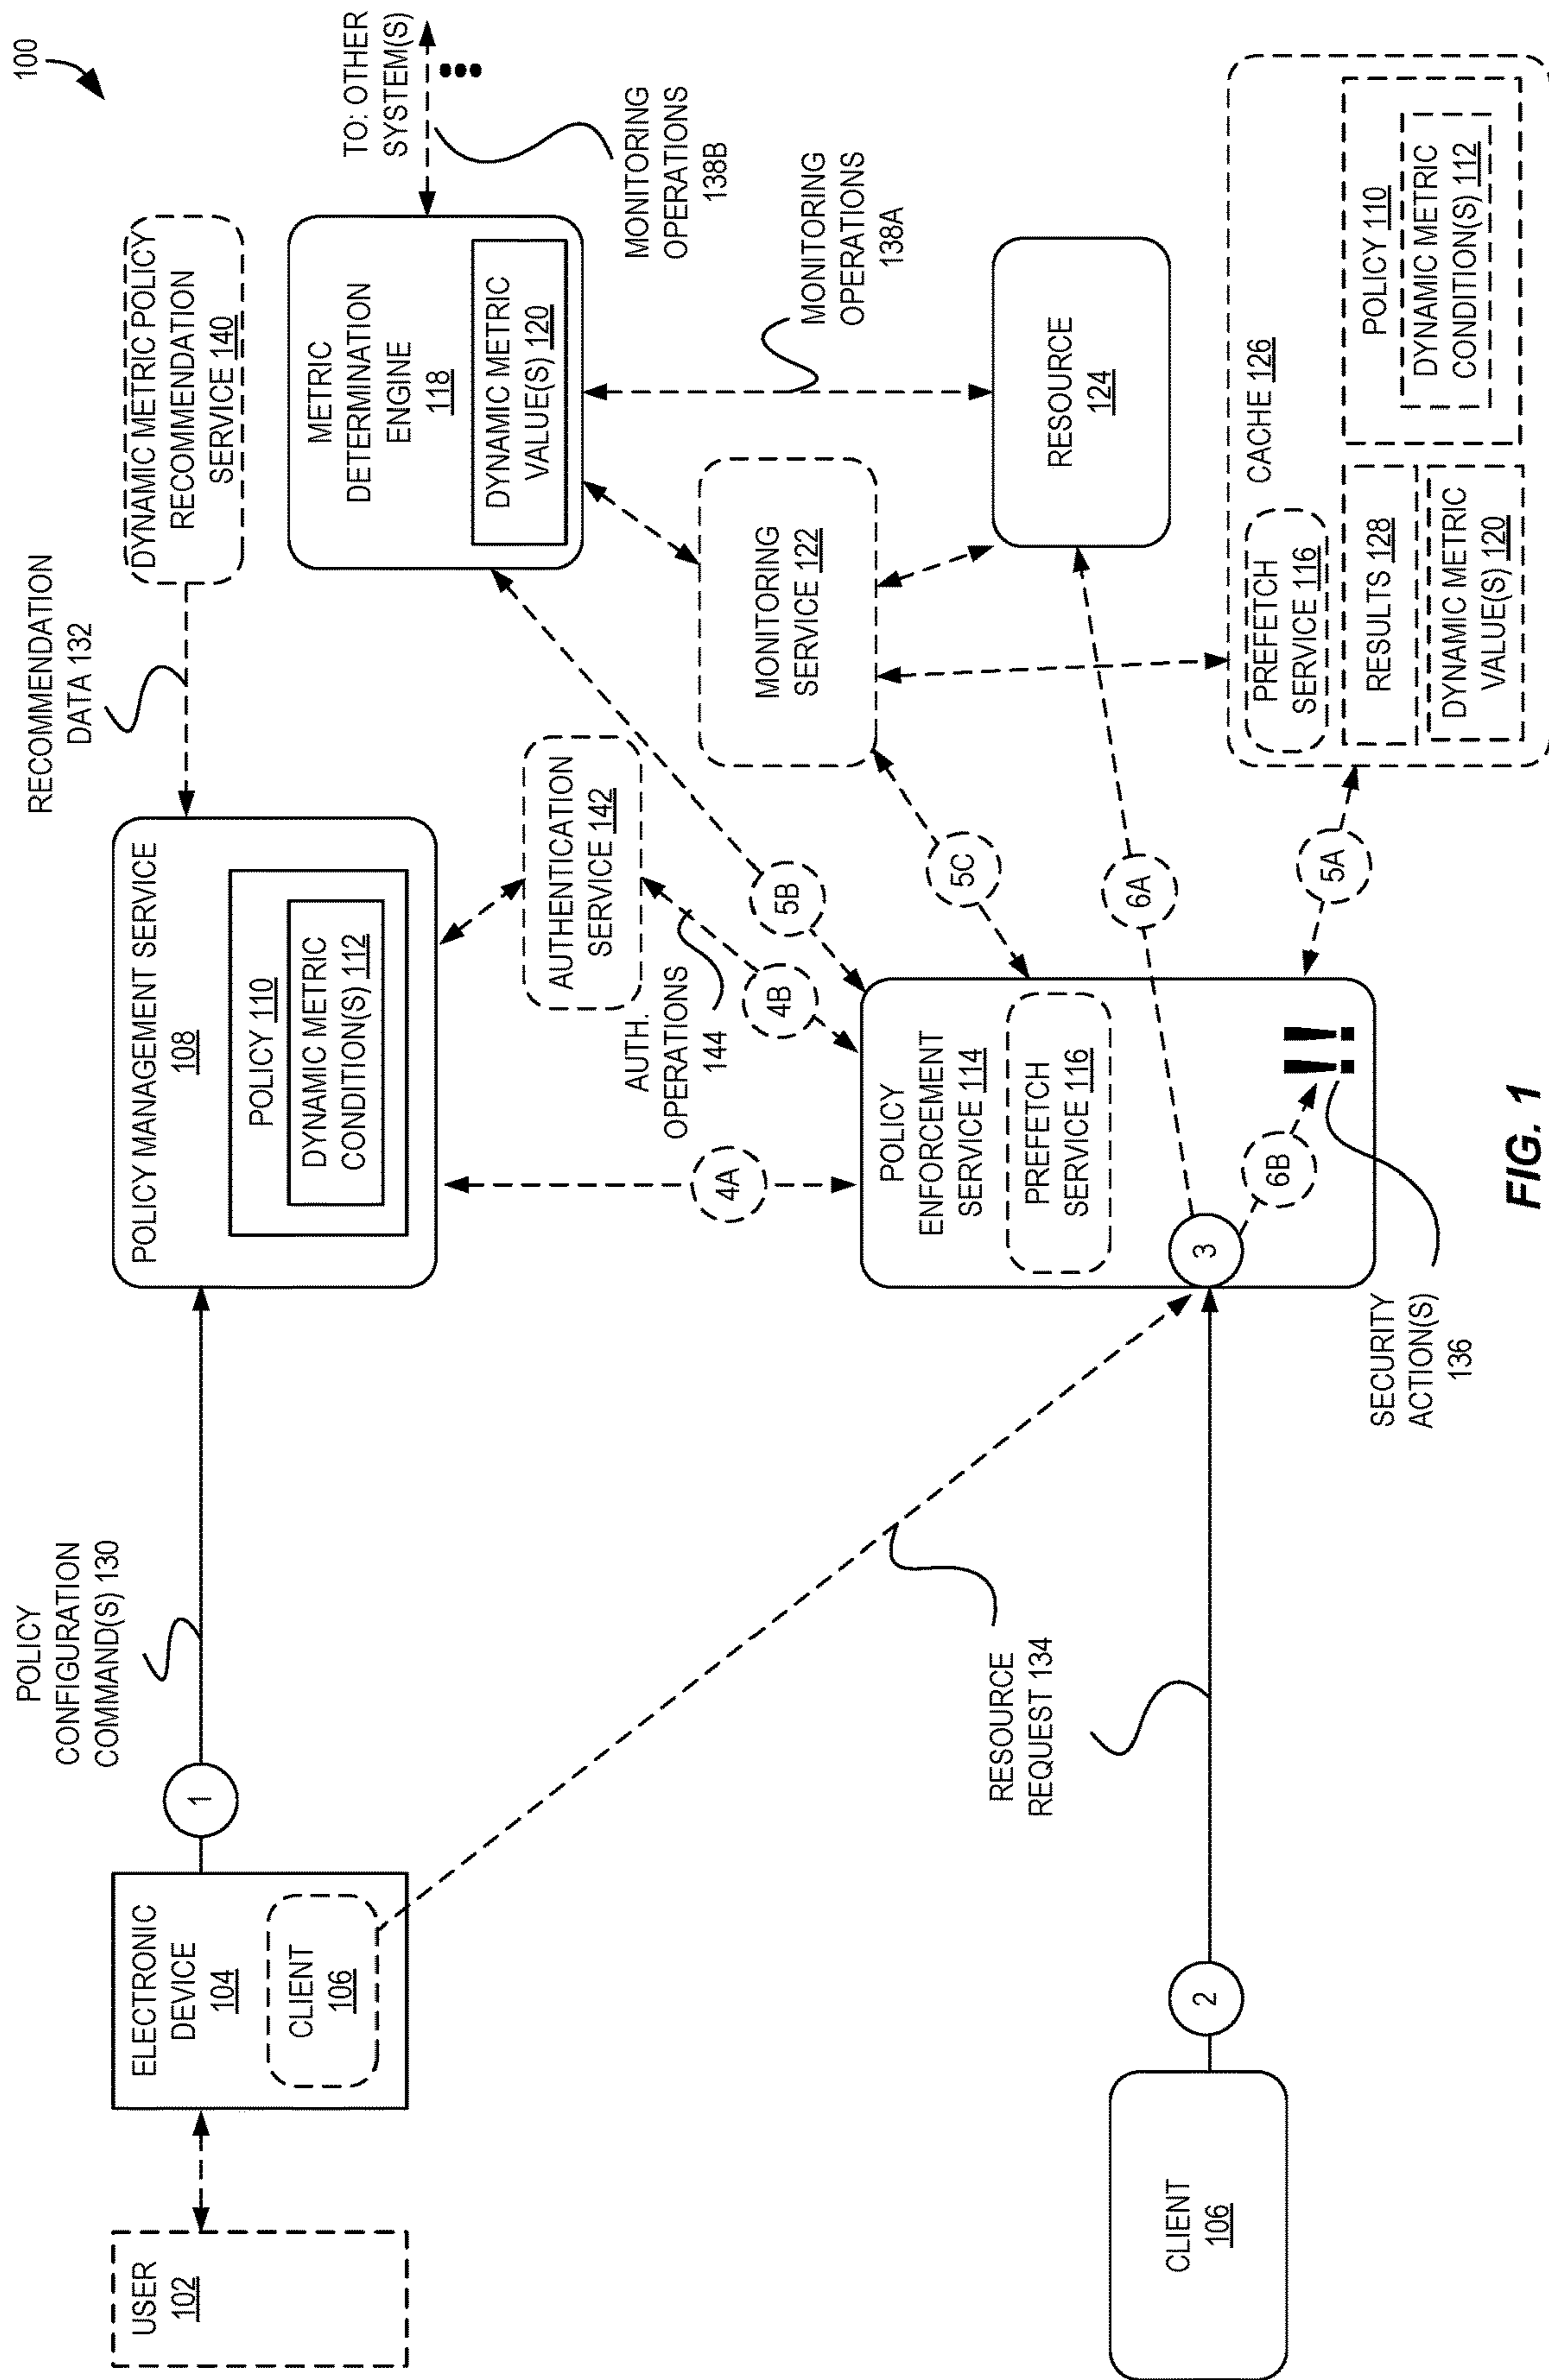 100
USER
102
ELECTRONIC
DEVICE
104
CLIENT
106
1
POLICY
CONFIGURATION
COMMAND(S) 130
POLICY MANAGEMENT SERVICE
108
POLICY 110
DYNAMIC METRIC
CONDITION(S) 112
RECOMMENDATION
DATA 132
DYNAMIC METRIC POLICY
RECOMMENDATION
SERVICE 140
METRIC
DETERMINATION
ENGINE
118
DYNAMIC METRIC
VALUE(S) 120
TO: OTHER
SYSTEM(S)
MONITORING
OPERATIONS
138B
MONITORING
OPERATIONS
138A
AUTHENTICATION
SERVICE 142
AUTH.
OPERATIONS
144
4A
4B
5B
5C
MONITORING
SERVICE 122
RESOURCE
124
6A
5A
CLIENT
106
2
RESOURCE
REQUEST 134
3
POLICY
ENFORCEMENT
SERVICE 114
PREFETCH
SERVICE 116
6B
!!
SECURITY
ACTION(S)
136
CACHE 126
PREFETCH
SERVICE 116
RESULTS 128
DYNAMIC METRIC
VALUE(S) 120
POLICY 110
DYNAMIC METRIC
CONDITION(S) 112
FIG. 1